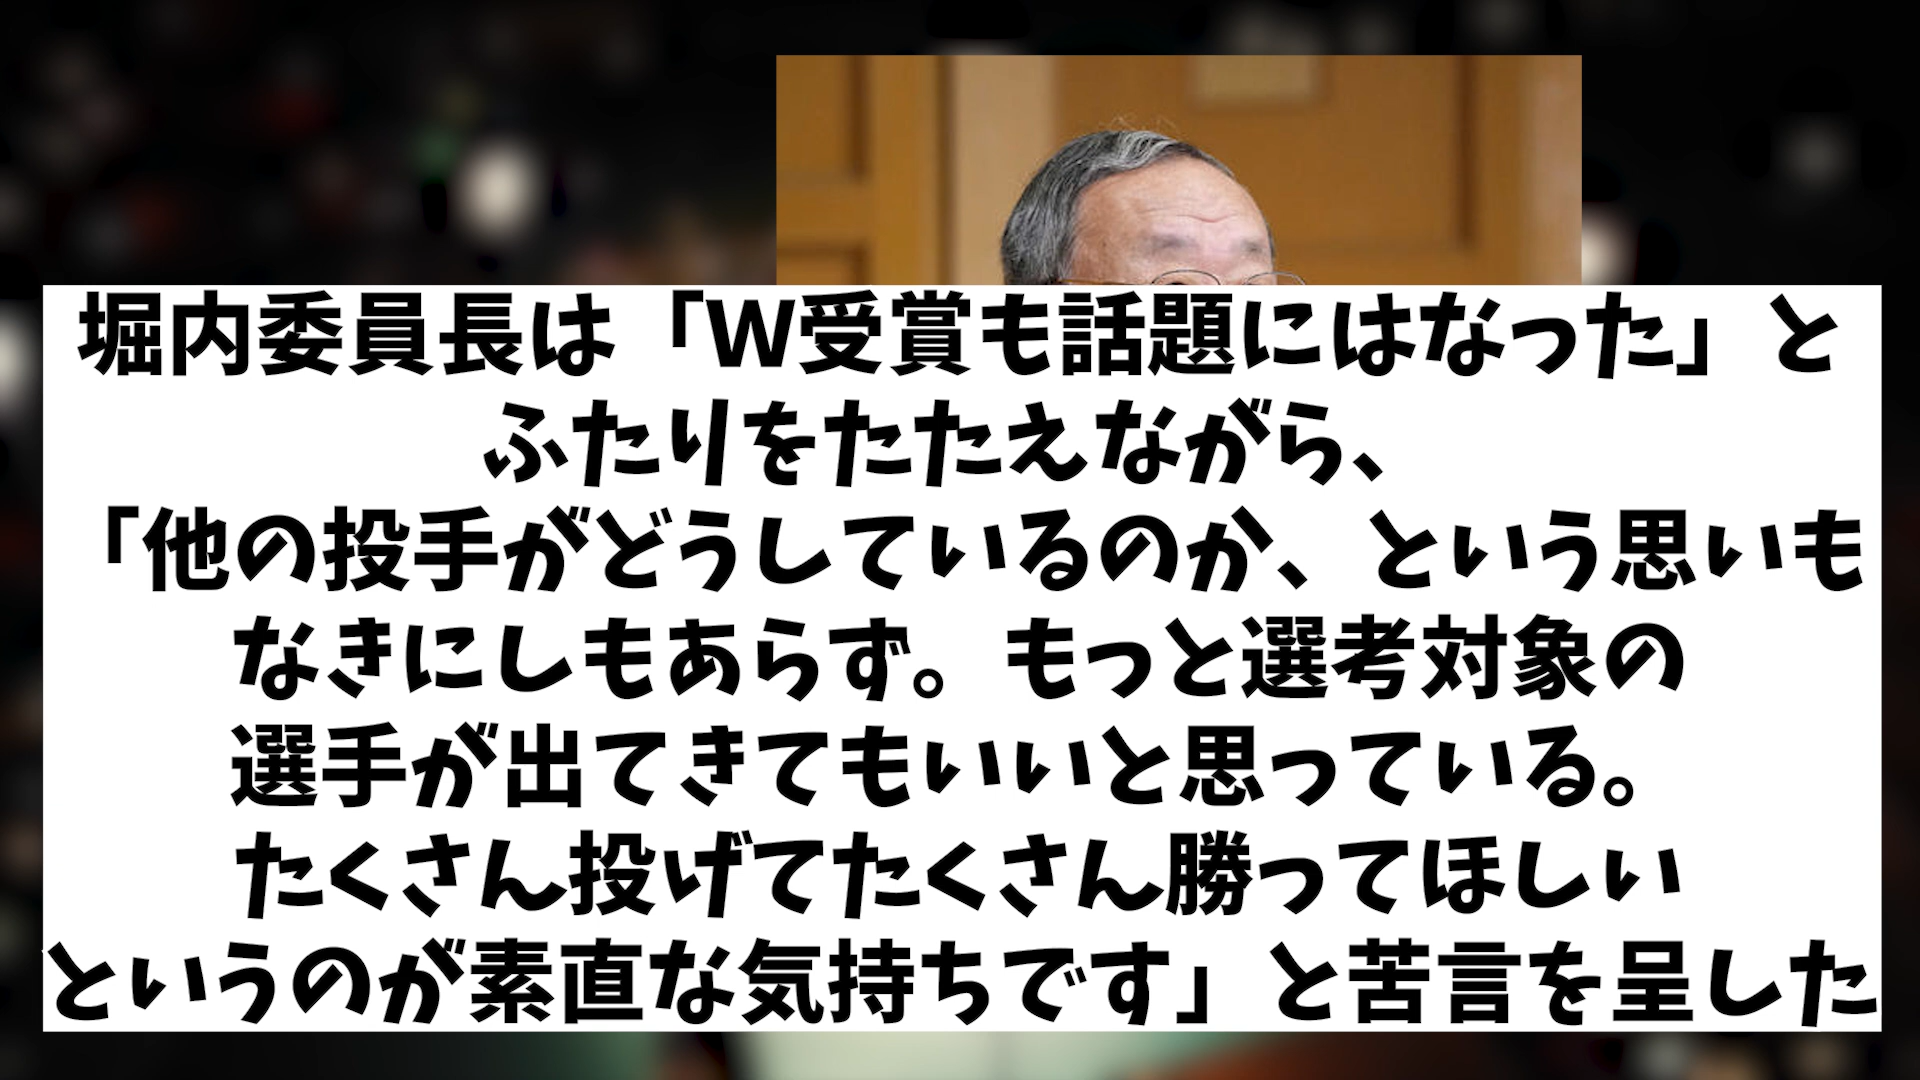 堀内委員長は「W受賞も話題にはなった」と
ふたりをたたえながら、
「他の投手がどうしているのか、という思いも
なきにしもあらず。もっと選考対象の
選手が出てきてもいいと思っている。
たくさん投げてたくさん勝ってほしい
というのが素直な気持ちです」と苦言を呈した